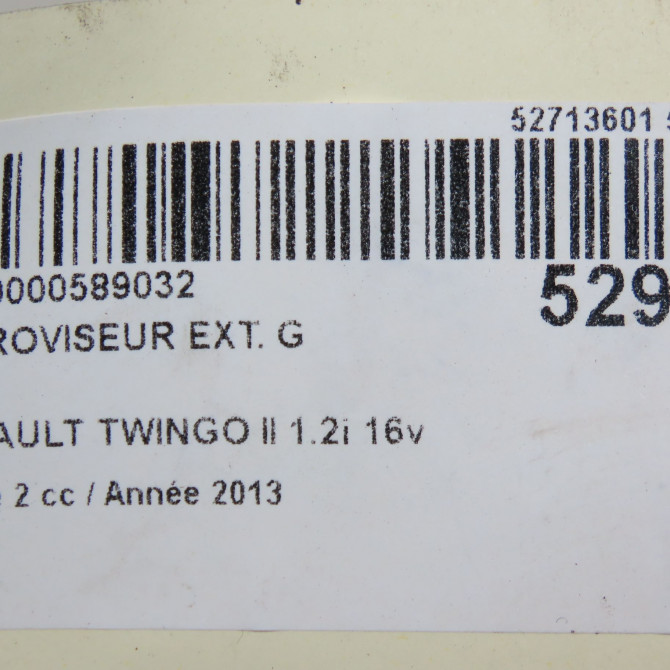 52713601
0000589032
529
ROVISEUR EXT. G
AULT TWINGO II 1.2i 16v
2 cc / Année 2013